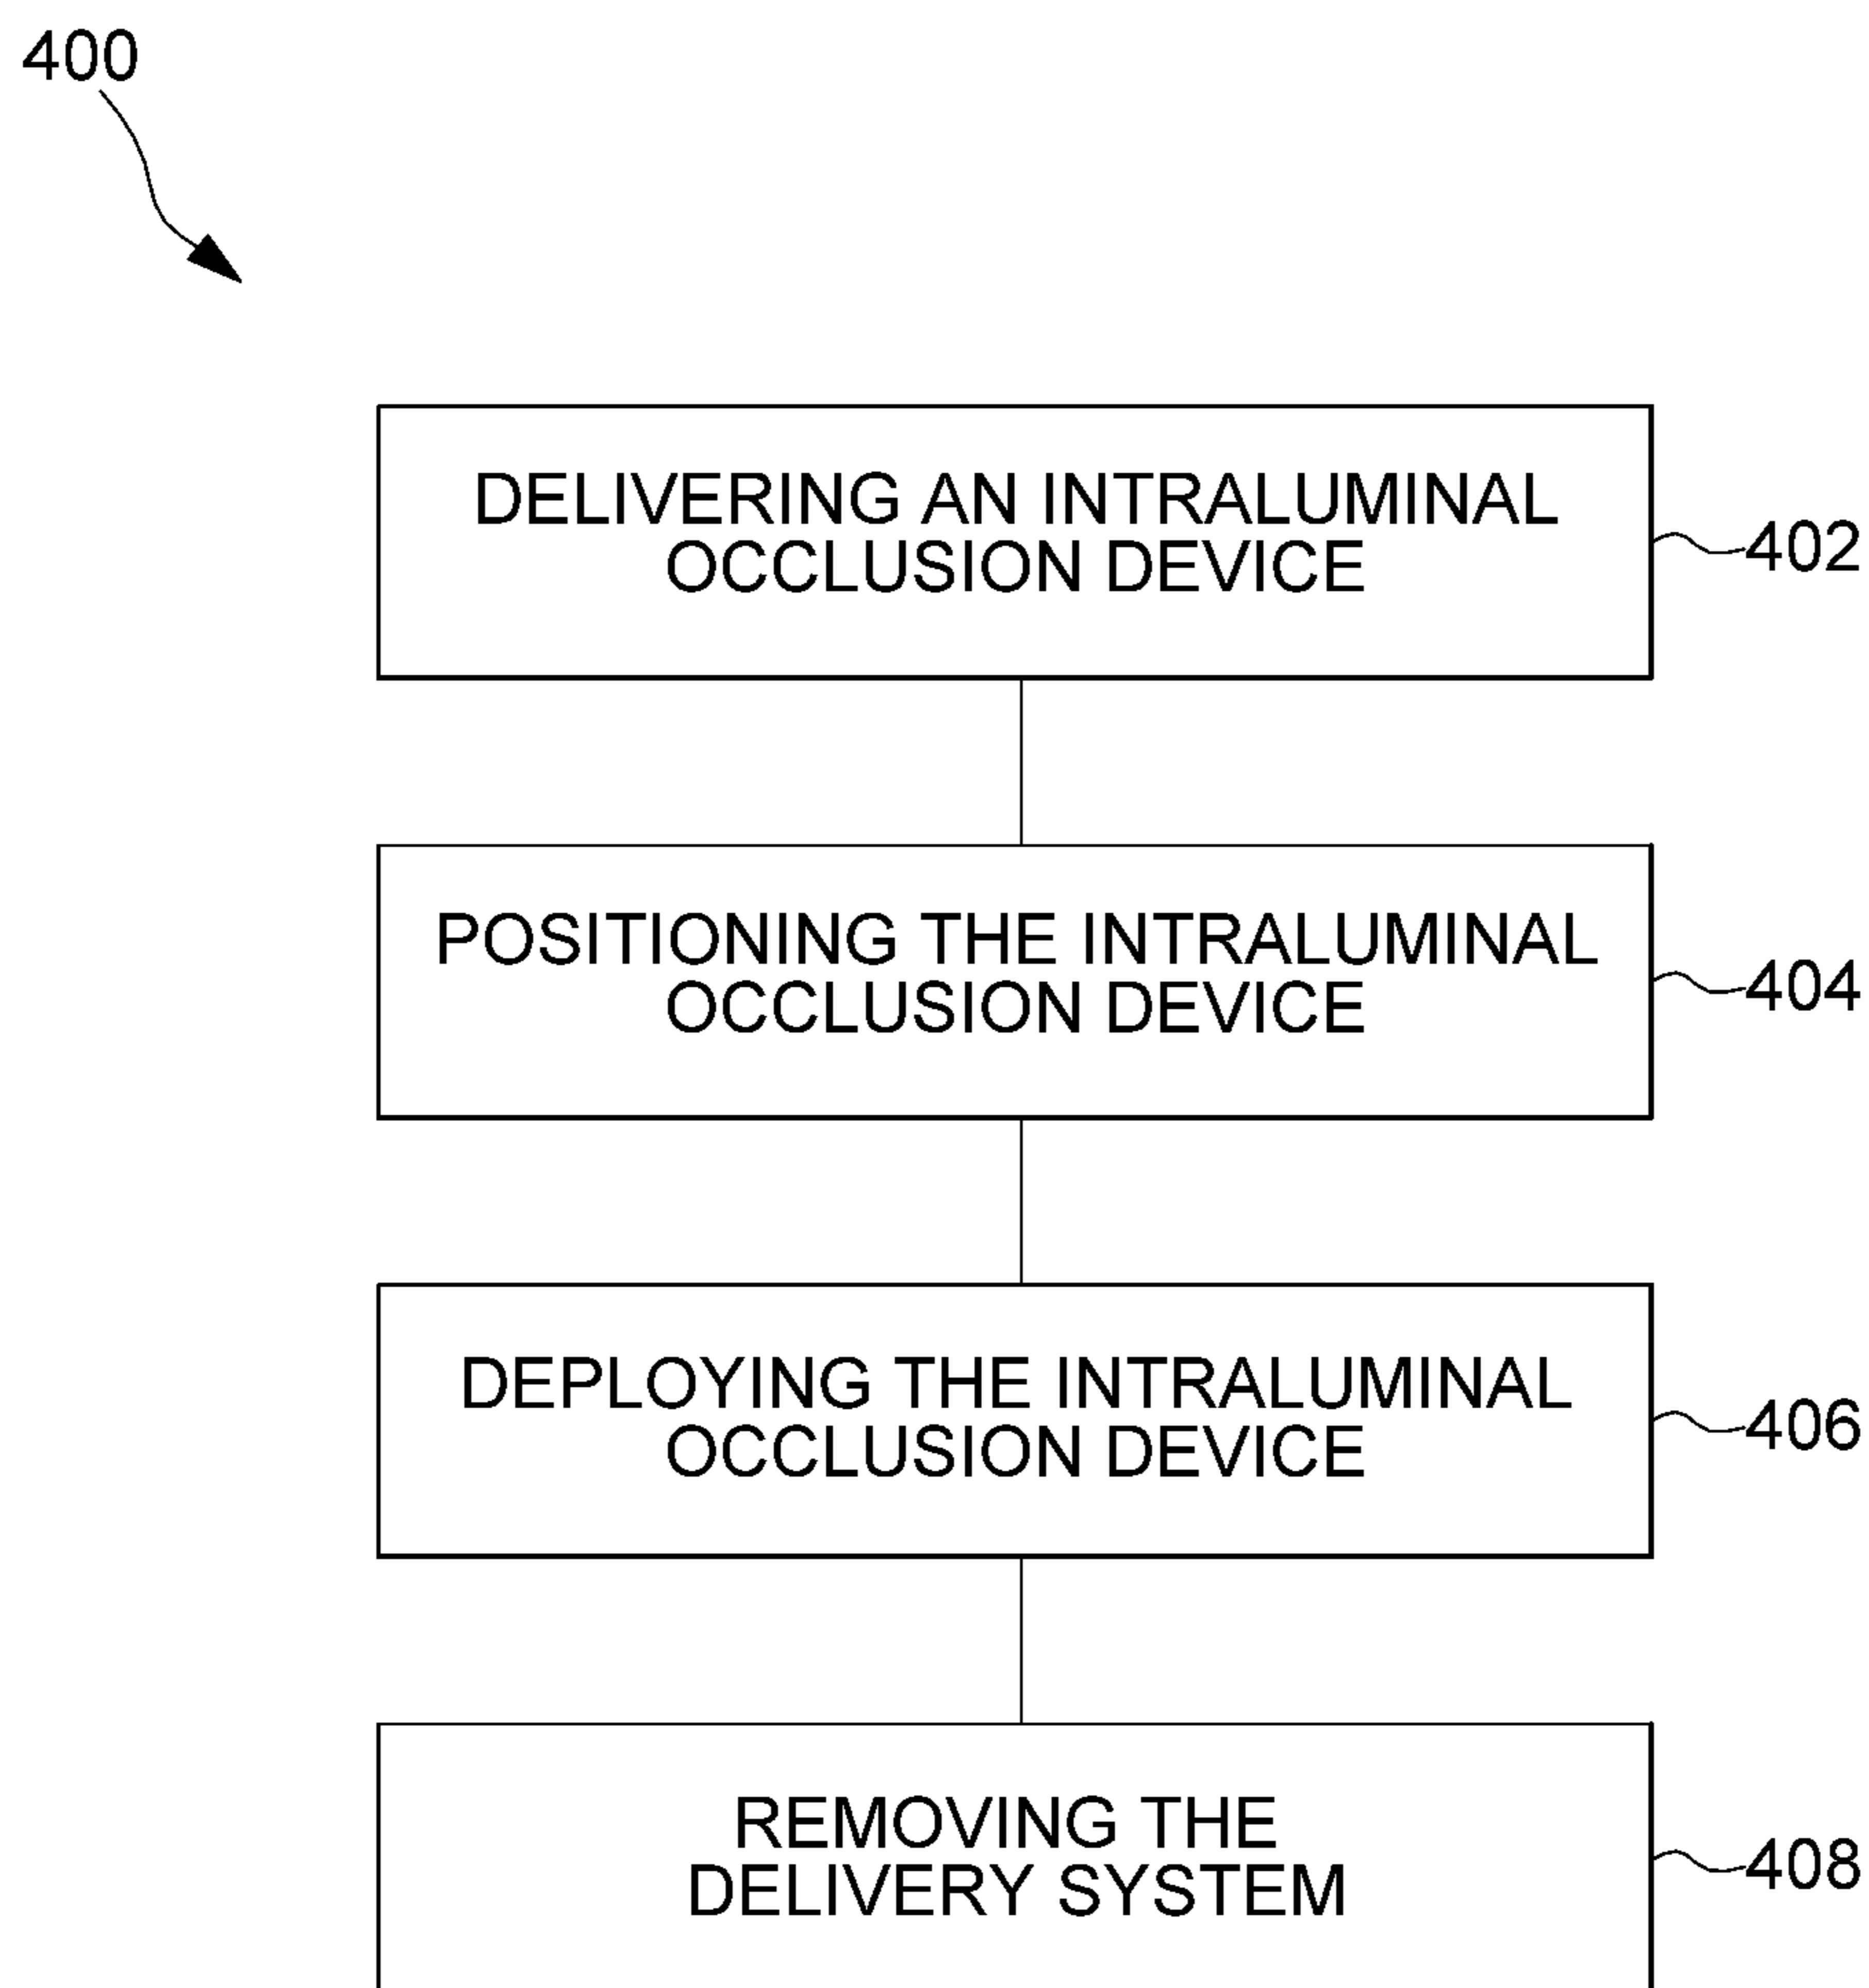 400
DELIVERING AN INTRALUMINAL
OCCLUSION DEVICE
402
POSITIONING THE INTRALUMINAL
OCCLUSION DEVICE
404
DEPLOYING THE INTRALUMINAL
OCCLUSION DEVICE
406
REMOVING THE
DELIVERY SYSTEM
408